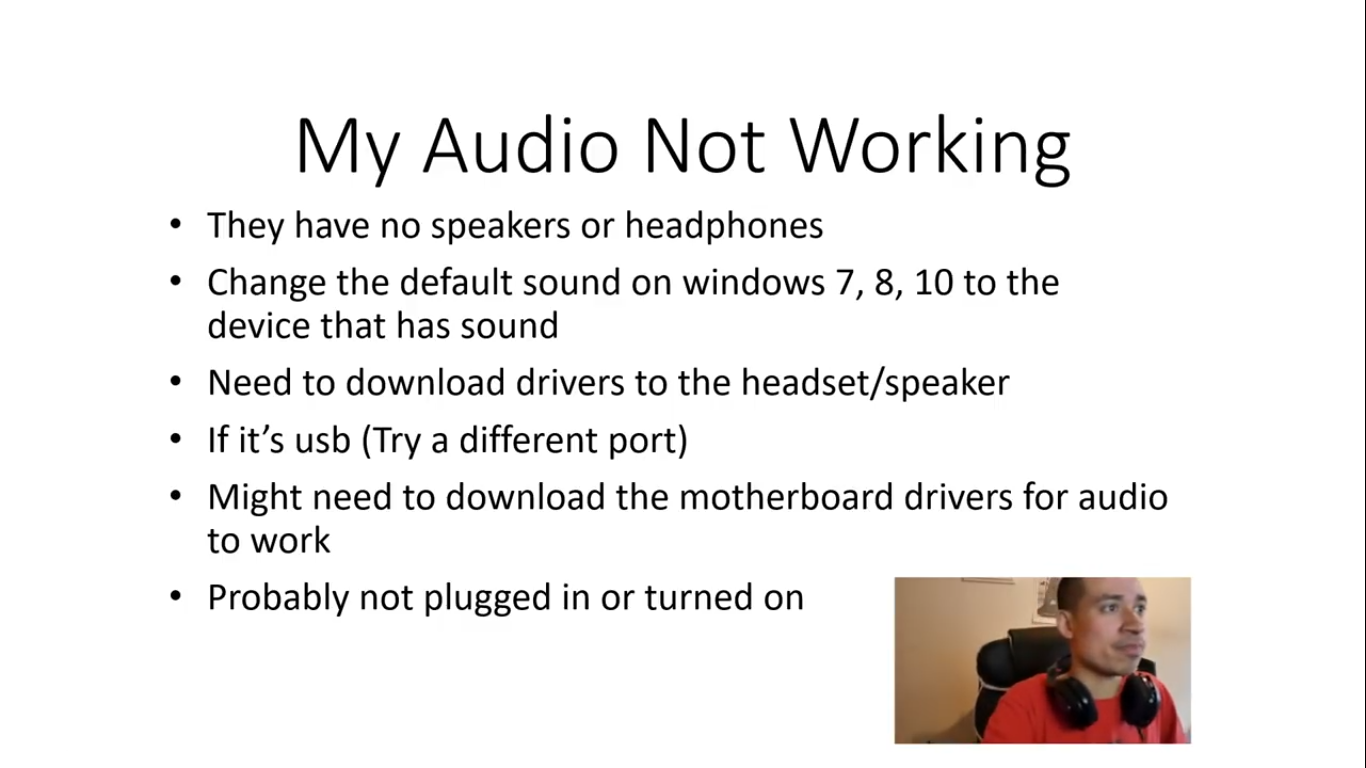 My Audio Not Working
• They have no speakers or headphones
• Change the default sound on windows 7, 8, 10 to the
device that has sound
• Need to download drivers to the headset/speaker
• If it’s usb (Try a different port)
• Might need to download the motherboard drivers for audio
to work
• Probably not plugged in or turned on